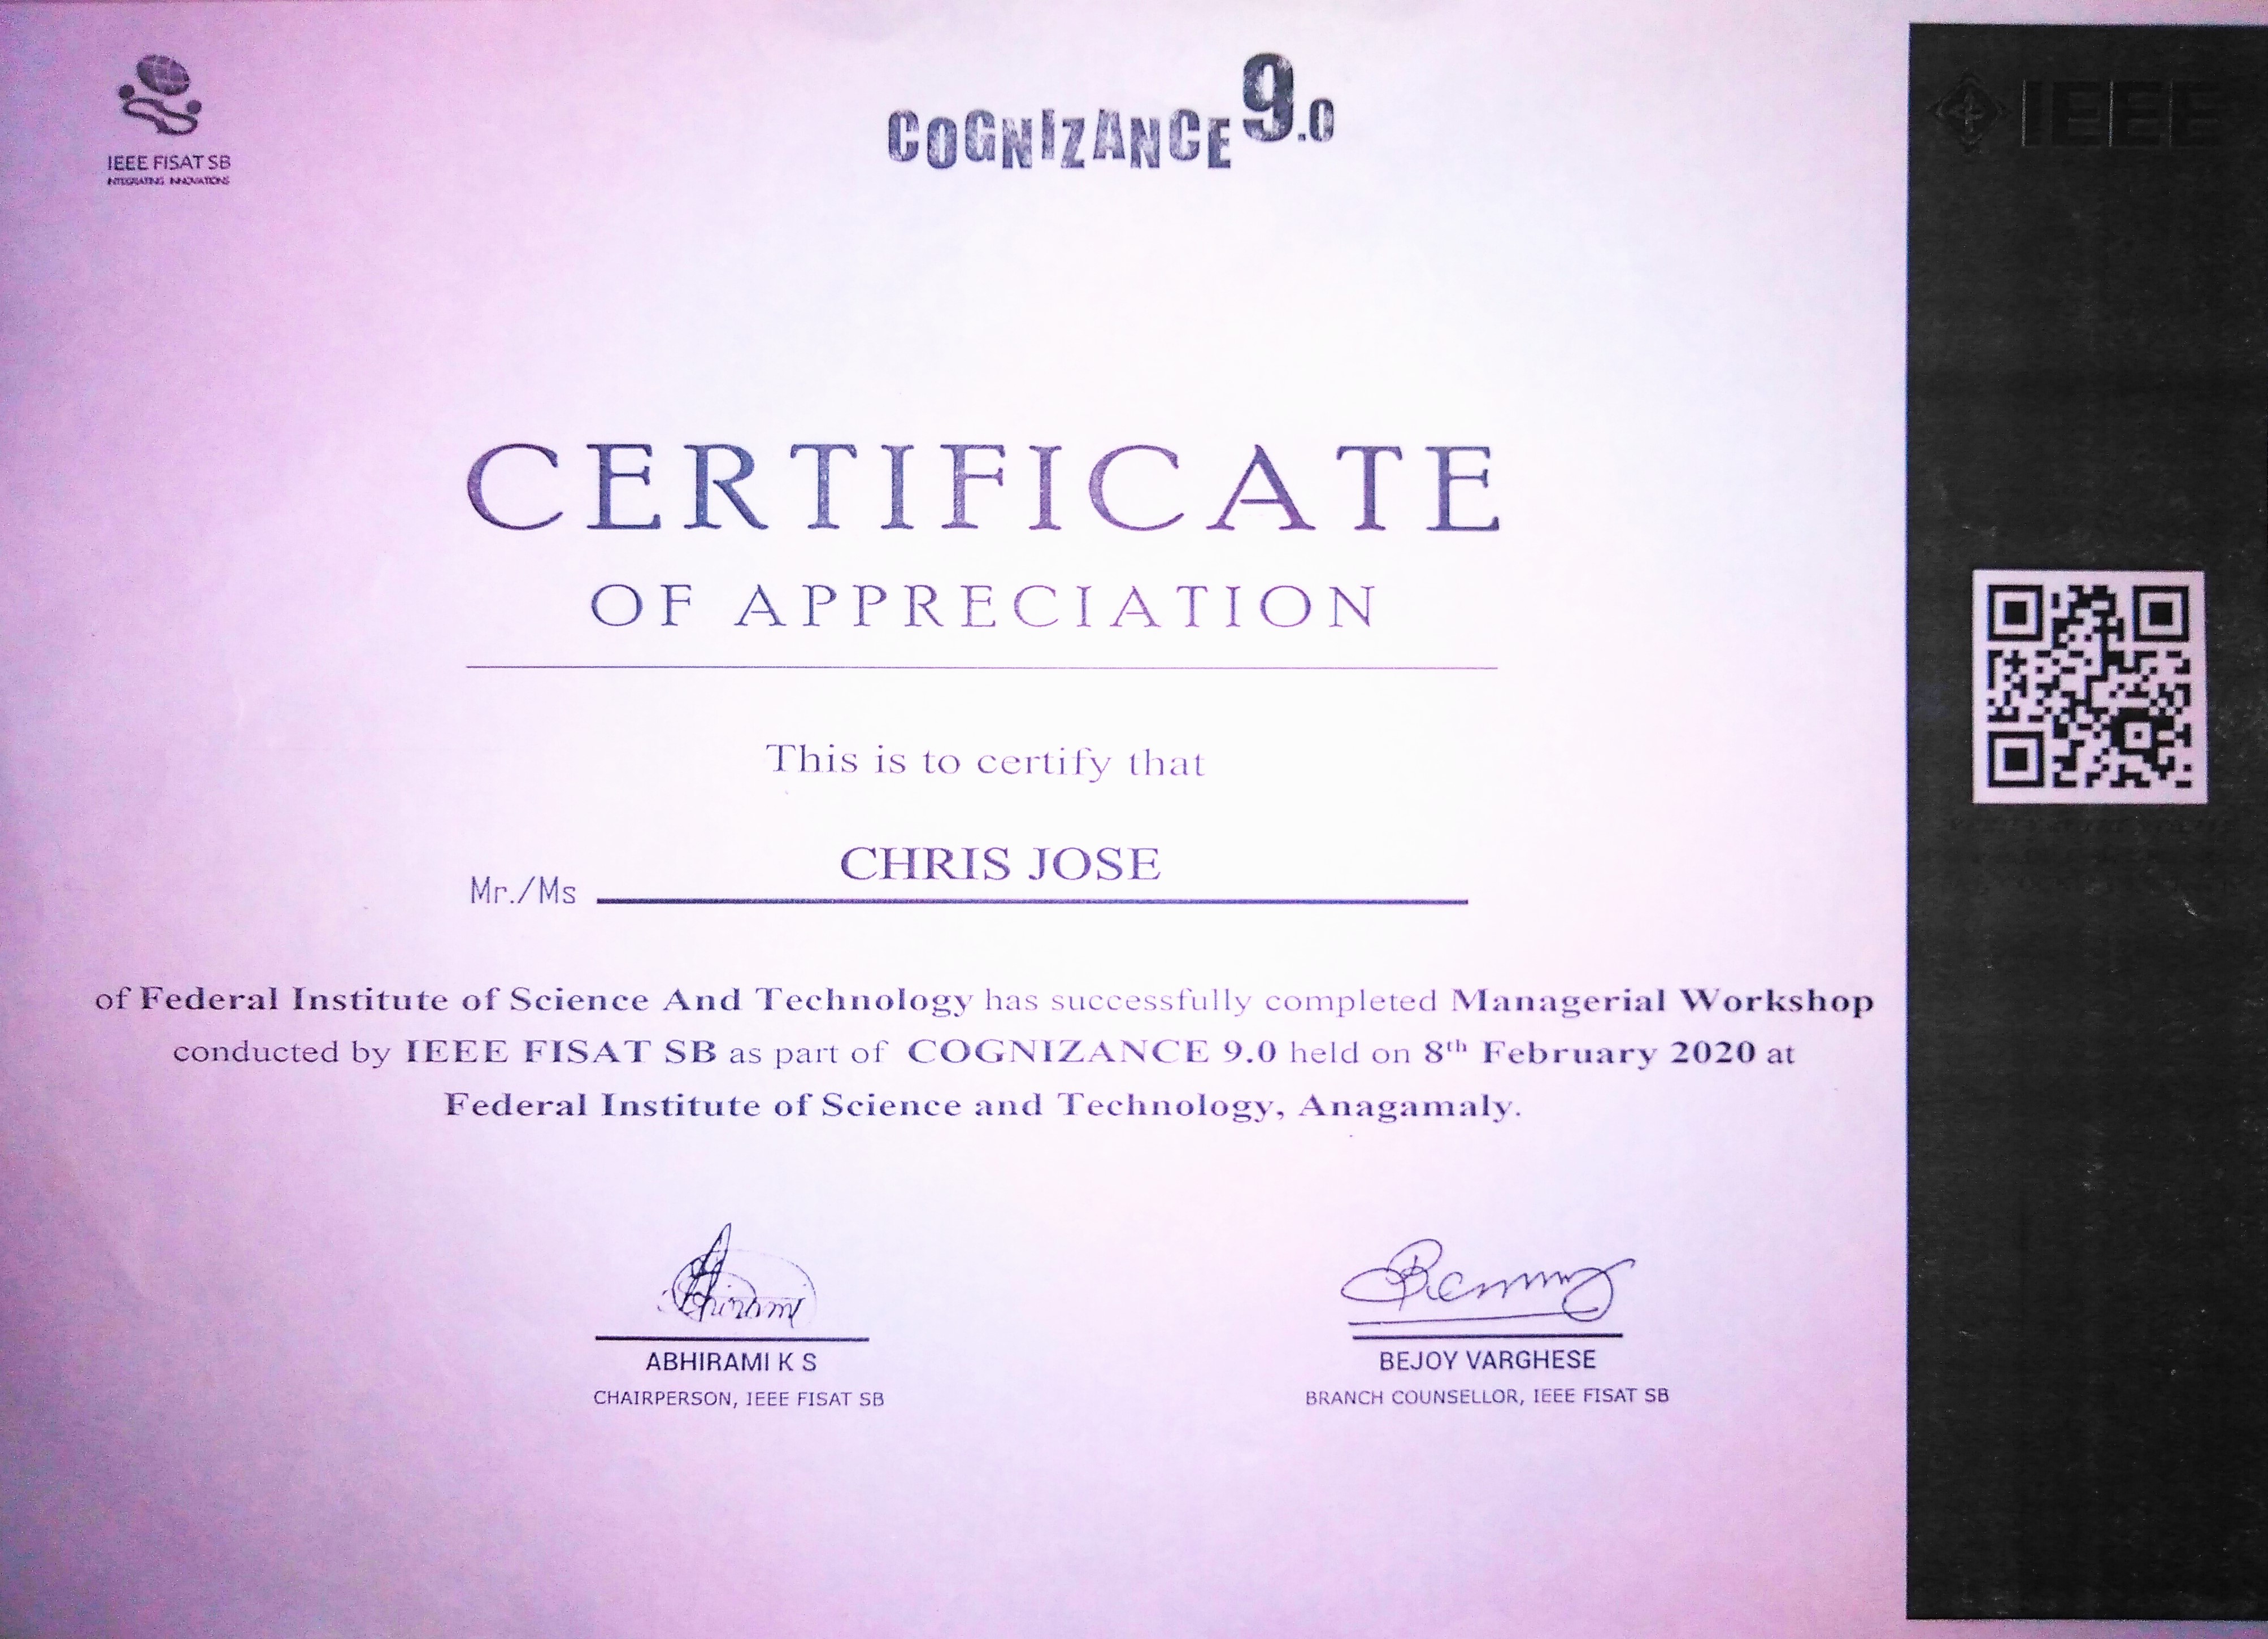 IEEE FISAT SB
INTEGRATING INNOVATIONS
COGNIZANCE 9.0
IEEE
CERTIFICATE
OF APPRECIATION
This is to certify that
Mr./Ms CHRIS JOSE
of Federal Institute of Science And Technology has successfully completed Managerial Workshop
conducted by IEEE FISAT SB as part of COGNIZANCE 9.0 held on 8th February 2020 at
Federal Institute of Science and Technology, Anagamaly.
ABHIRAMI K S
CHAIRPERSON, IEEE FISAT SB
BEJOY VARGHESE
BRANCH COUNSELLOR, IEEE FISAT SB